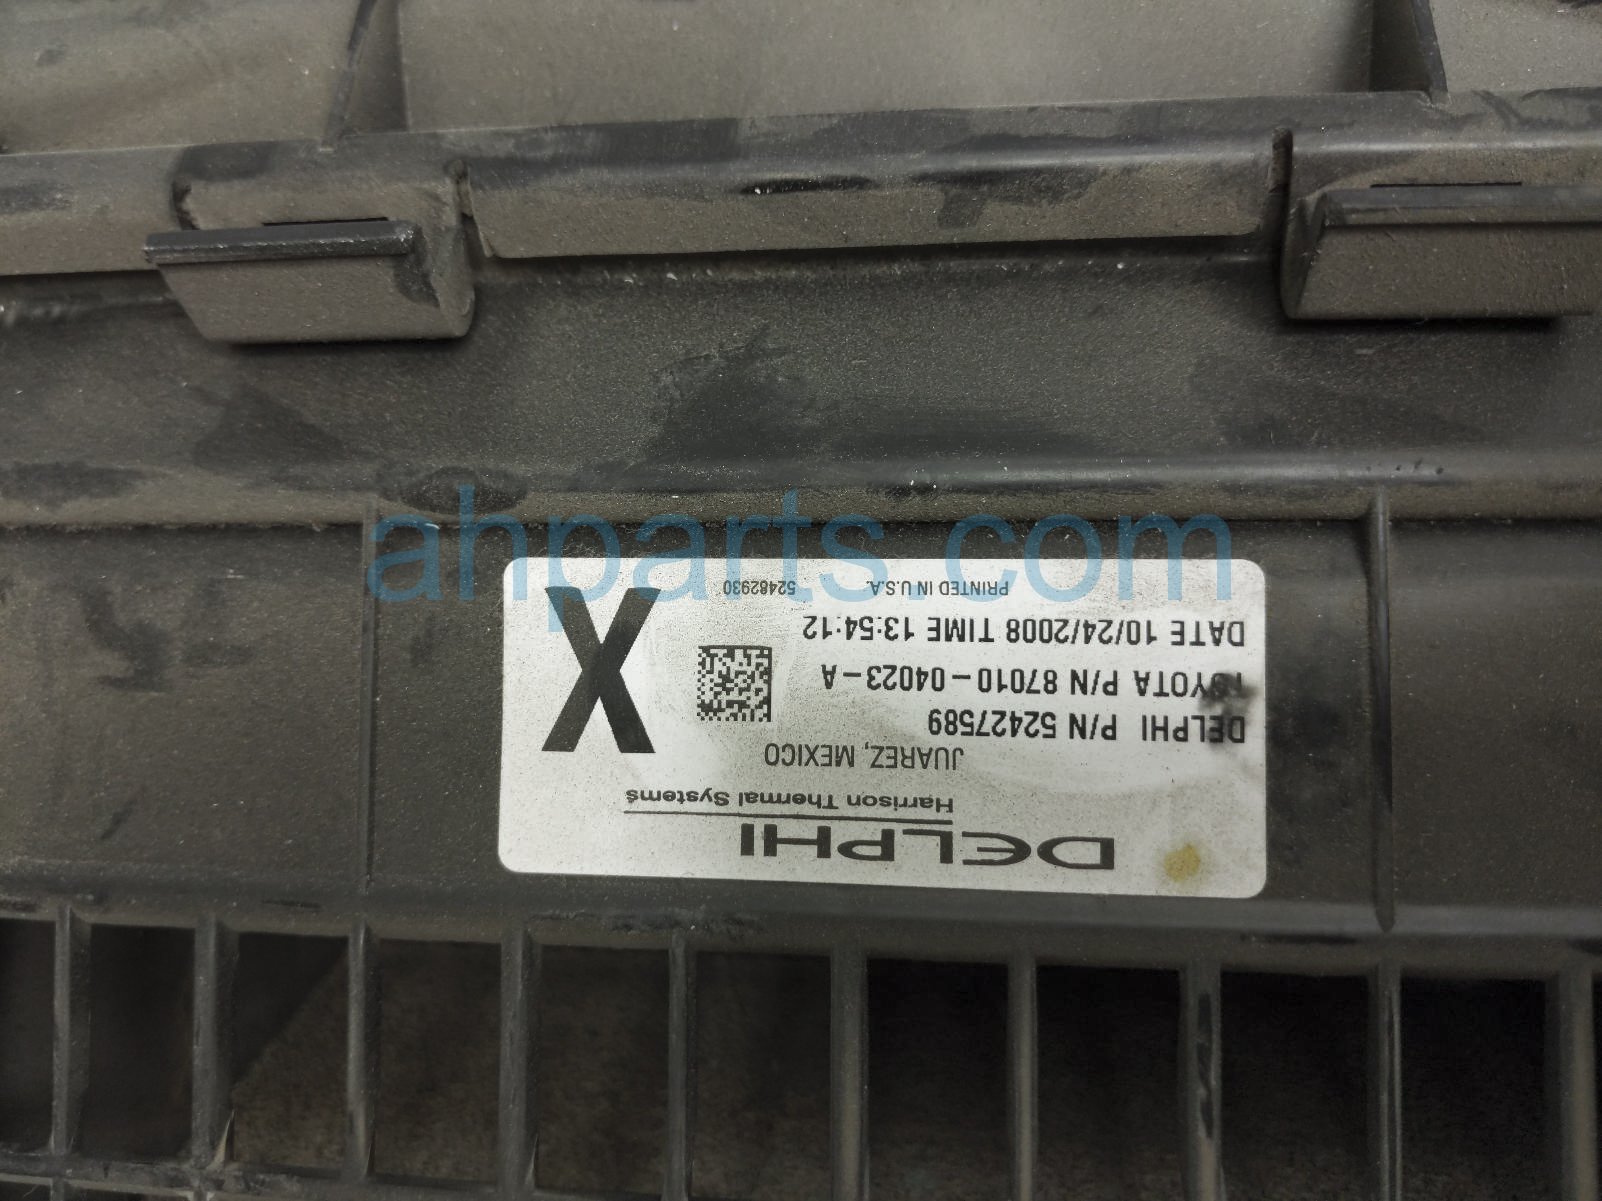 DELPHI
Harrison Thermal Systems
JUAREZ, MEXICO
DELPHI P/N 52427589
TOYOTA P/N 87010-04023-A
DATE 10/24/2008 TIME 13:54:12
PRINTED IN U.S.A. 52482930
X
ahparts.com